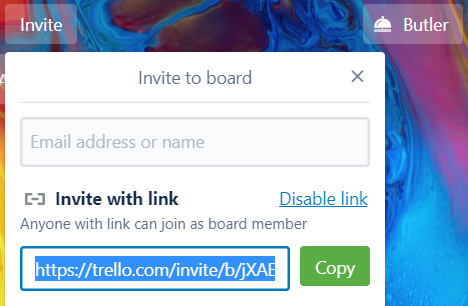 Invite
Butler
Invite to board
Email address or name
Invite with link
Disable link
Anyone with link can join as board member
https://trello.com/invite/b/jXAE
Copy